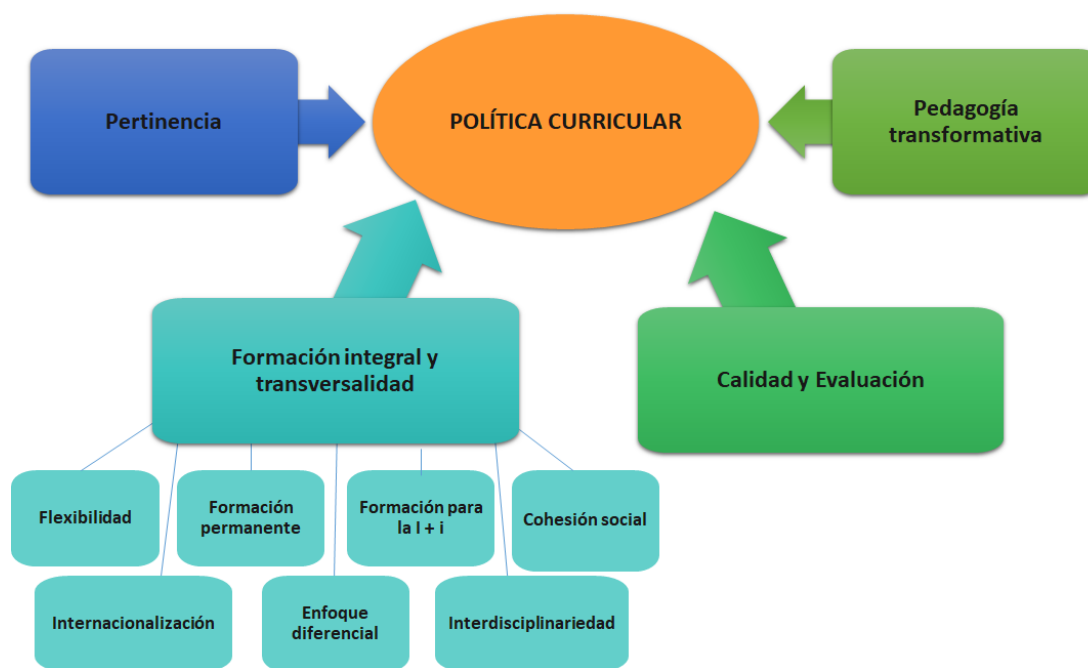 Pertinencia
POLÍTICA CURRICULAR
Pedagogía
transformativa
Formación integral y
transversalidad
Calidad y Evaluación
Flexibilidad
Formación
permanente
Formación para
la I + i
Cohesión social
Internacionalización
Enfoque
diferencial
Interdisciplinariedad